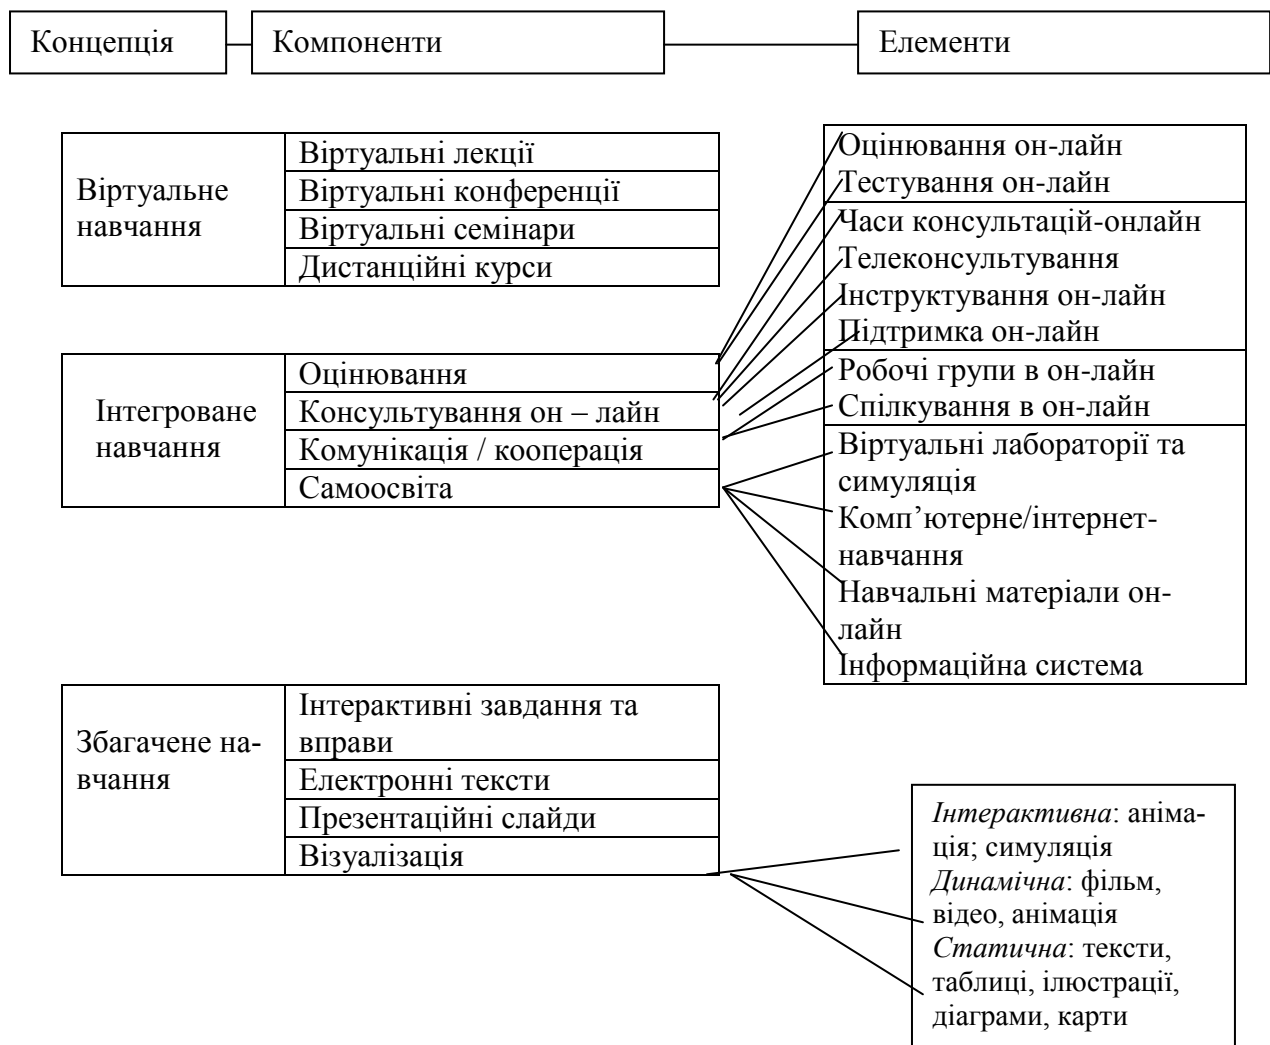 Концепція
Компоненти
Елементи
Віртуальне
навчання
Віртуальні лекції
Віртуальні конференції
Віртуальні семінари
Дистанційні курси
Інтегроване
навчання
Оцінювання
Консультування он – лайн
Комунікація / кооперація
Самоосвіта
Збагачене на-
вчання
Інтерактивні завдання та
вправи
Електронні тексти
Презентаційні слайди
Візуалізація
Оцінювання он-лайн
Тестування он-лайн
Часи консультацій-онлайн
Телеконсультування
Інструктування он-лайн
Підтримка он-лайн
Робочі групи в он-лайн
Спілкування в он-лайн
Віртуальні лабораторії та
симуляція
Комп’ютерне/інтернет-
навчання
Навчальні матеріали он-
лайн
Інформаційна система
Інтерактивна: аніма-
ція; симуляція
Динамічна: фільм,
відео, анімація
Статична: тексти,
таблиці, ілюстрації,
діаграми, карти